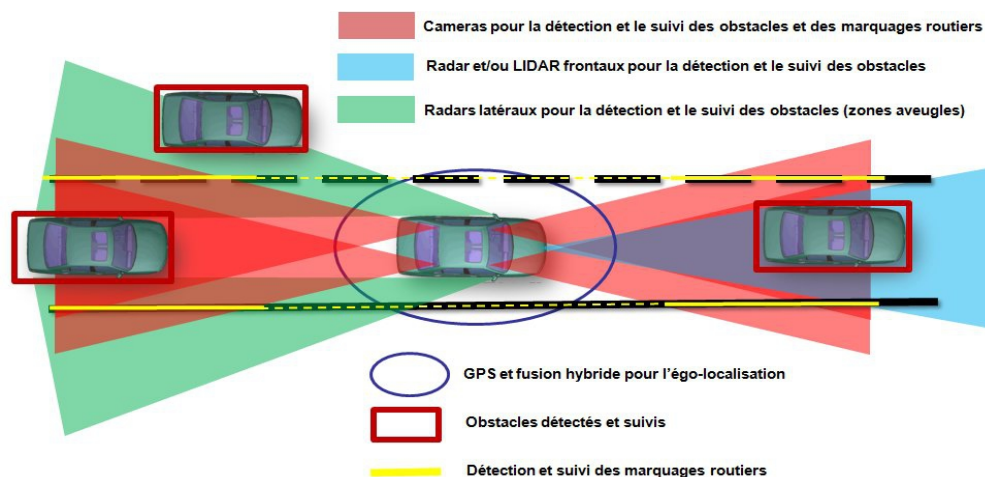 Cameras pour la détection et le suivi des obstacles et des marquages routiers
Radar et/ou LIDAR frontaux pour la détection et le suivi des obstacles
Radars latéraux pour la détection et le suivi des obstacles (zones aveugles)
GPS et fusion hybride pour l'égo-localisation
Obstacles détectés et suivis
Détection et suivi des marquages routiers